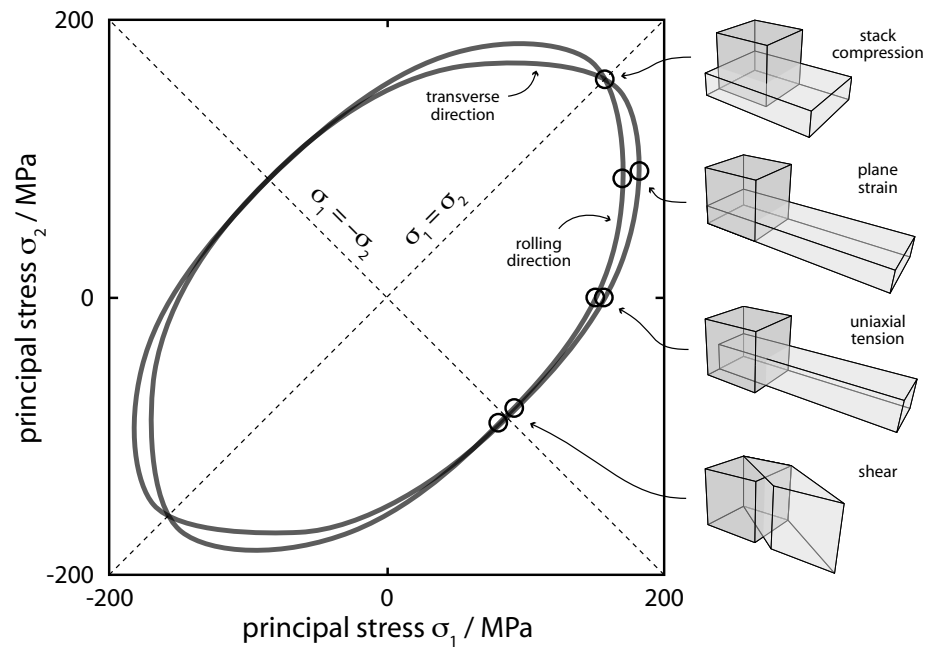 200
stack
compression
transverse
direction
plane
strain
σ1 = −σ2
σ1 = σ2
rolling
direction
principal stress σ2 / MPa
0
uniaxial
tension
shear
-200
-200
0
200
principal stress σ1 / MPa